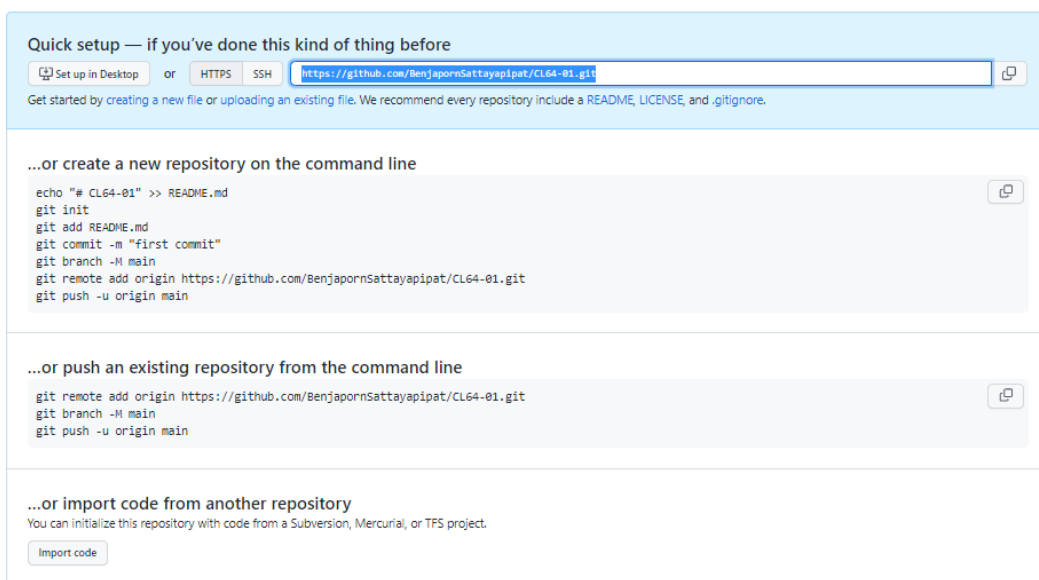 Quick setup — if you've done this kind of thing before
Set up in Desktop or HTTPS SSH https://github.com/BenjapornSattayapipat/CL64-01.git
Get started by creating a new file or uploading an existing file. We recommend every repository include a README, LICENSE, and .gitignore.
...or create a new repository on the command line
echo "# CL64-01" >> README.md
git init
git add README.md
git commit -m "first commit"
git branch -M main
git remote add origin https://github.com/BenjapornSattayapipat/CL64-01.git
git push -u origin main
...or push an existing repository from the command line
git remote add origin https://github.com/BenjapornSattayapipat/CL64-01.git
git branch -M main
git push -u origin main
...or import code from another repository
You can initialize this repository with code from a Subversion, Mercurial, or TFS project.
Import code